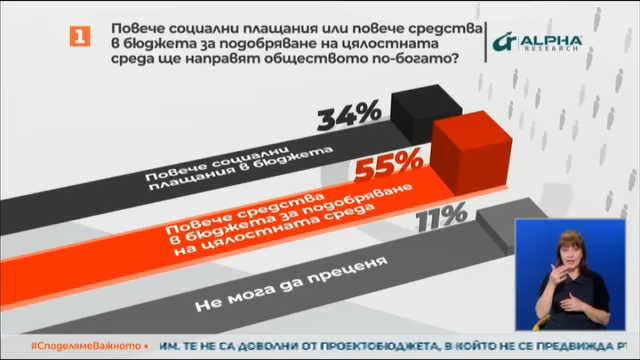 1
Повече социални плащания или повече средства
в бюджета за подобряване на цялостната
среда ще направят обществото по-богато?
ALPHA
RESEARCH
34%
Повече социални
плащания в бюджета
55%
Повече средства
в бюджета за подобряване
на цялостната среда
11%
Не мога да преценя
#СподелямеВажното • ИМ. ТЕ НЕ СА ДОВОЛНИ ОТ ПРОЕКТОБЮДЖЕТА, В КОЙТО НЕ СЕ ПРЕДВИЖДА